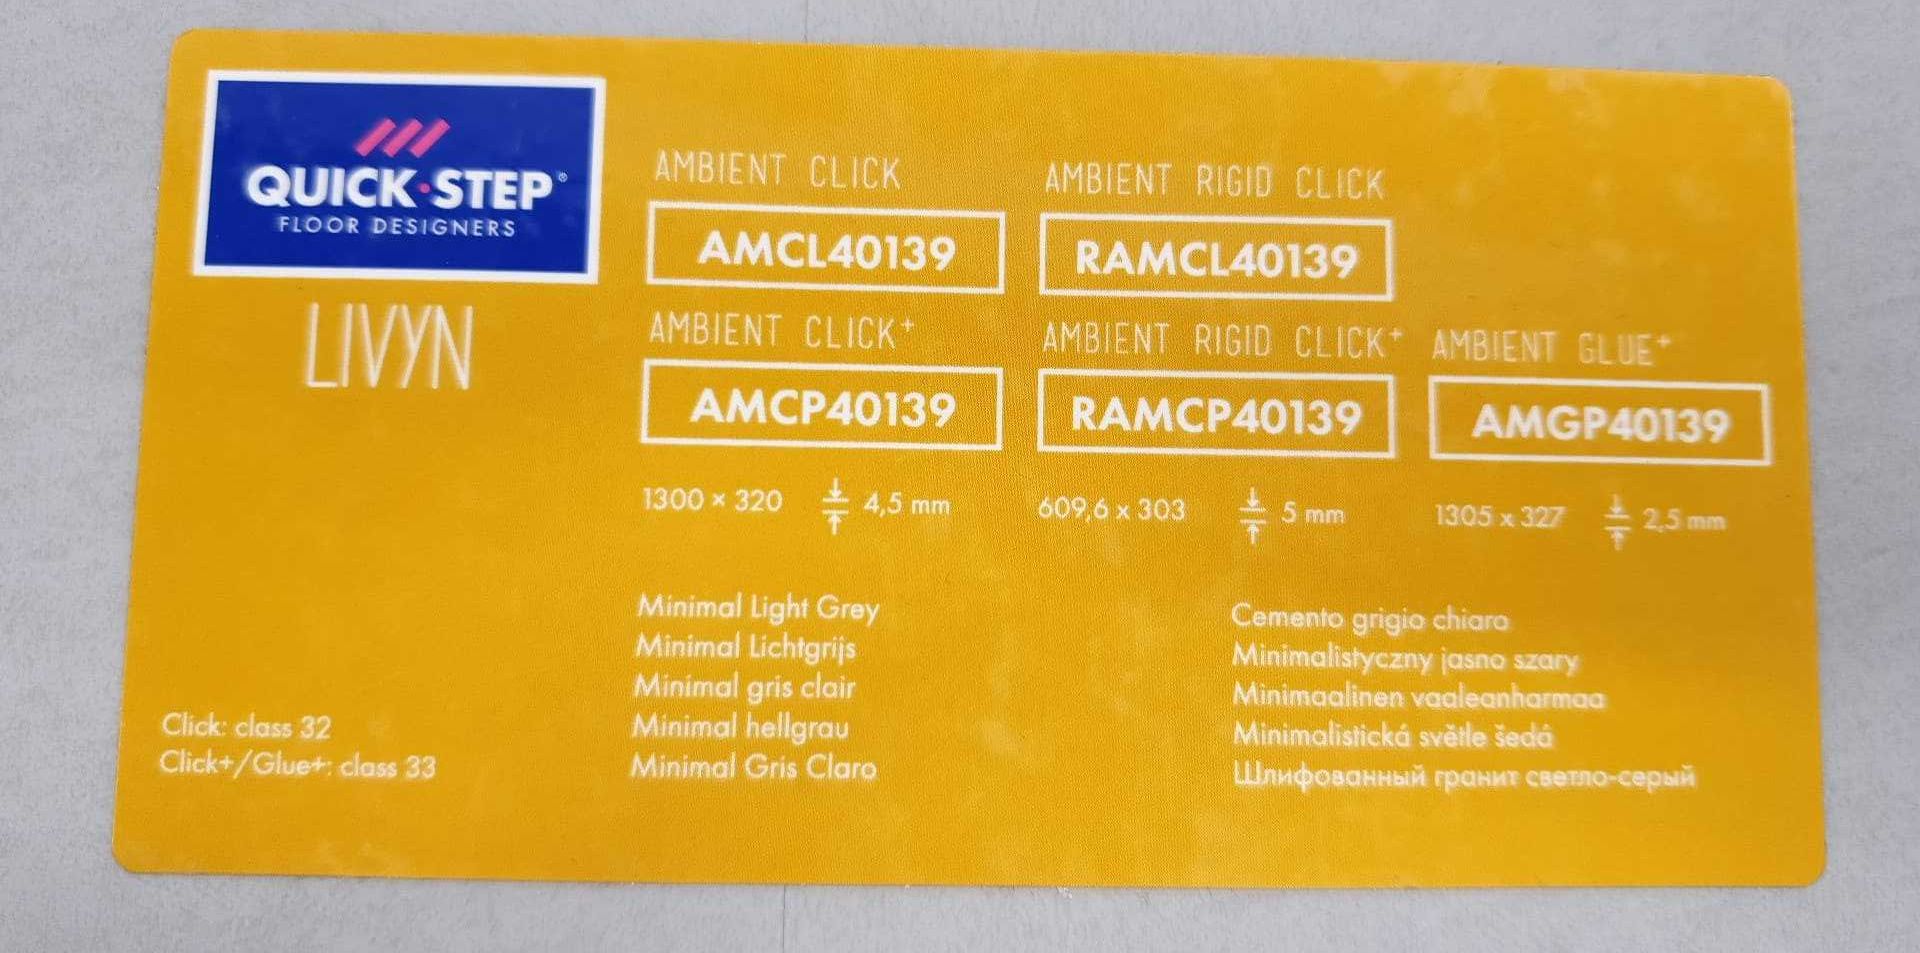 QUICK·STEP®
FLOOR DESIGNERS
LIVYN
AMBIENT CLICK
AMCL40139
AMBIENT RIGID CLICK
RAMCL40139
AMBIENT CLICK+
AMCP40139
AMBIENT RIGID CLICK+
RAMCP40139
AMBIENT GLUE+
AMGP40139
1300 x 320 4,5 mm
609,6 x 303 5 mm
1305 x 327 2,5 mm
Minimal Light Grey
Minimal Lichtgrijs
Minimal gris clair
Minimal hellgrau
Minimal Gris Claro
Cemento grigio chiaro
Minimalistyczny jasno szary
Minimaalinen vaaleanharmaa
Minimalistická světle šedá
Шлифованный гранит светло-серый
Click: class 32
Click+/Glue+: class 33